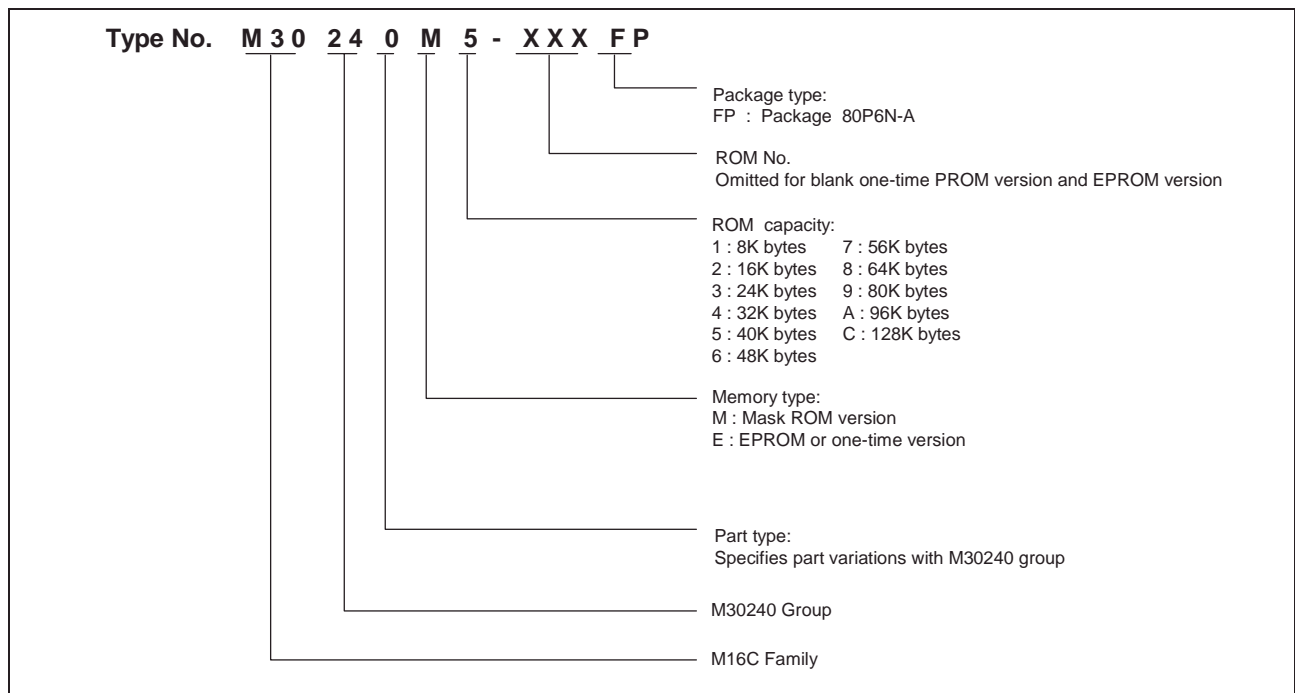 Type No. M30 24 0 M 5 - XXX FP
Package type:
FP : Package 80P6N-A
ROM No.
Omitted for blank one-time PROM version and EPROM version
ROM capacity:
1 : 8K bytes 7 : 56K bytes
2 : 16K bytes 8 : 64K bytes
3 : 24K bytes 9 : 80K bytes
4 : 32K bytes A : 96K bytes
5 : 40K bytes C : 128K bytes
6 : 48K bytes
Memory type:
M : Mask ROM version
E : EPROM or one-time version
Part type:
Specifies part variations with M30240 group
M30240 Group
M16C Family